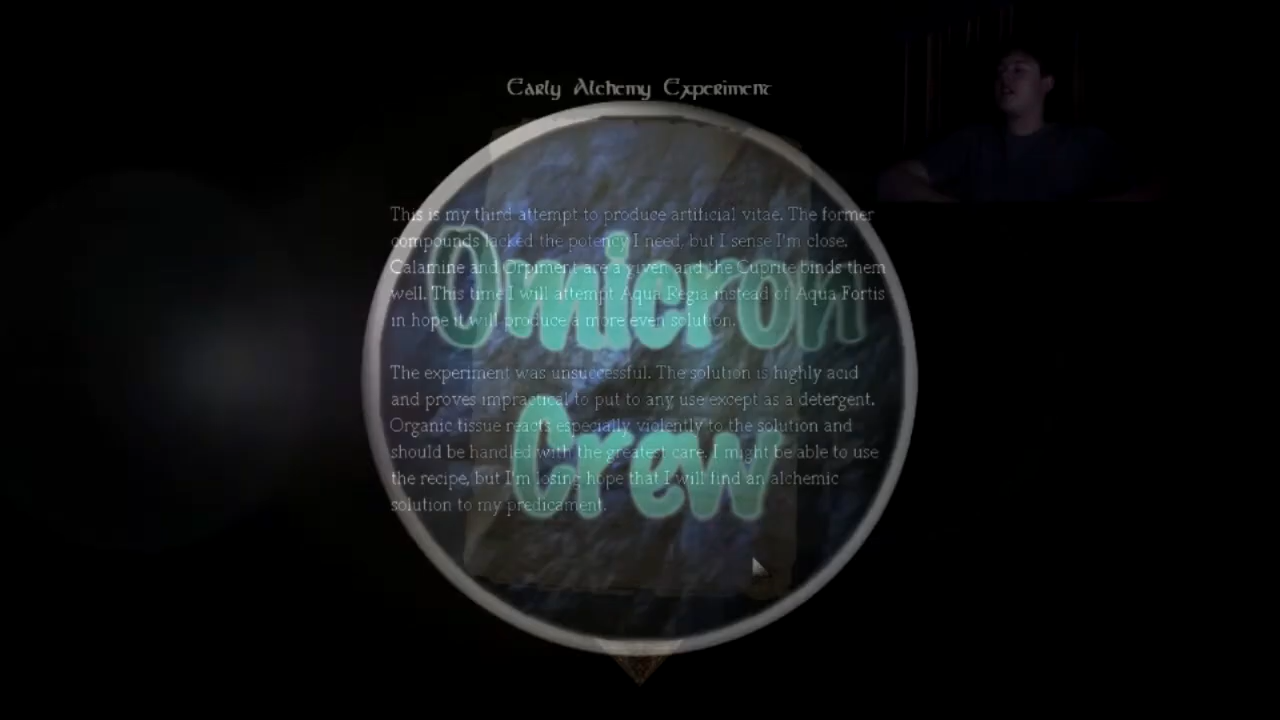 Early Alchemy Experiment
This is my third attempt to produce artificial vitae. The former
compounds lacked the potency I need, but I sense I'm close.
Calamine and Orpiment are a given and the Cuprite binds them
well. This time I will attempt Aqua Regia instead of Aqua Fortis
in hope it will produce a more even solution.
Omicron
The experiment was unsuccessful. The solution is highly acid
and proves impractical to put to any use except as a detergent.
Organic tissue reacts especially violently to the solution and
should be handled with the greatest care. I might be able to use
the recipe, but I'm losing hope that I will find an alchemic
solution to my predicament.
Crew